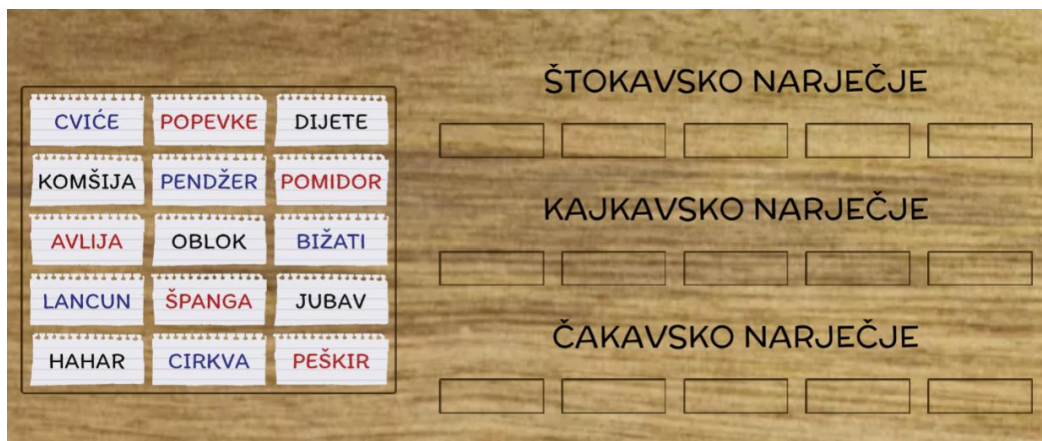 ŠTOKAVSKO NARJEČJE
CVIĆE POPEVKE DIJETE
KOMŠIJA PENDŽER POMIDOR
KAJKAVSKO NARJEČJE
AVLIJA OBLOK BIŽATI
LANCUN ŠPANGA JUBAV
ČAKAVSKO NARJEČJE
HAHAR CIRKVA PEŠKIR